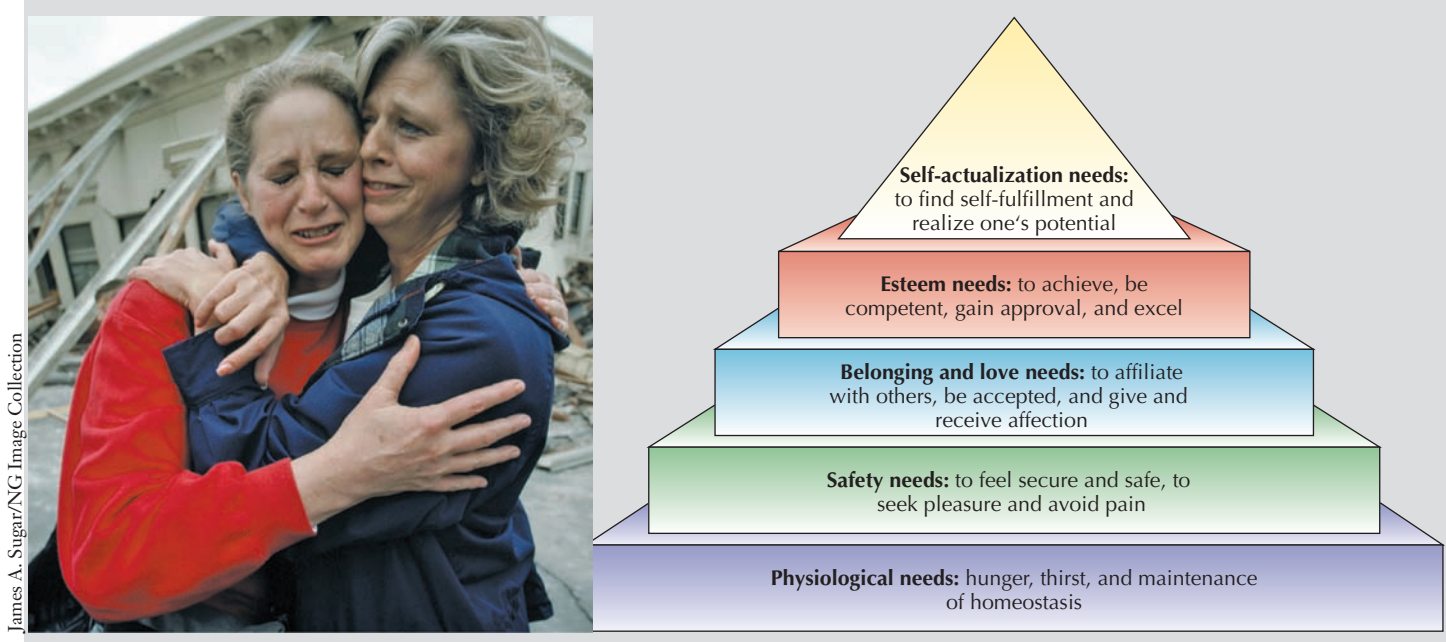 James A. Sugar/NG Image Collection
Self-actualization needs:
to find self-fulfillment and
realize one‘s potential
Esteem needs: to achieve, be
competent, gain approval, and excel
Belonging and love needs: to affiliate
with others, be accepted, and give and
receive affection
Safety needs: to feel secure and safe, to
seek pleasure and avoid pain
Physiological needs: hunger, thirst, and maintenance
of homeostasis